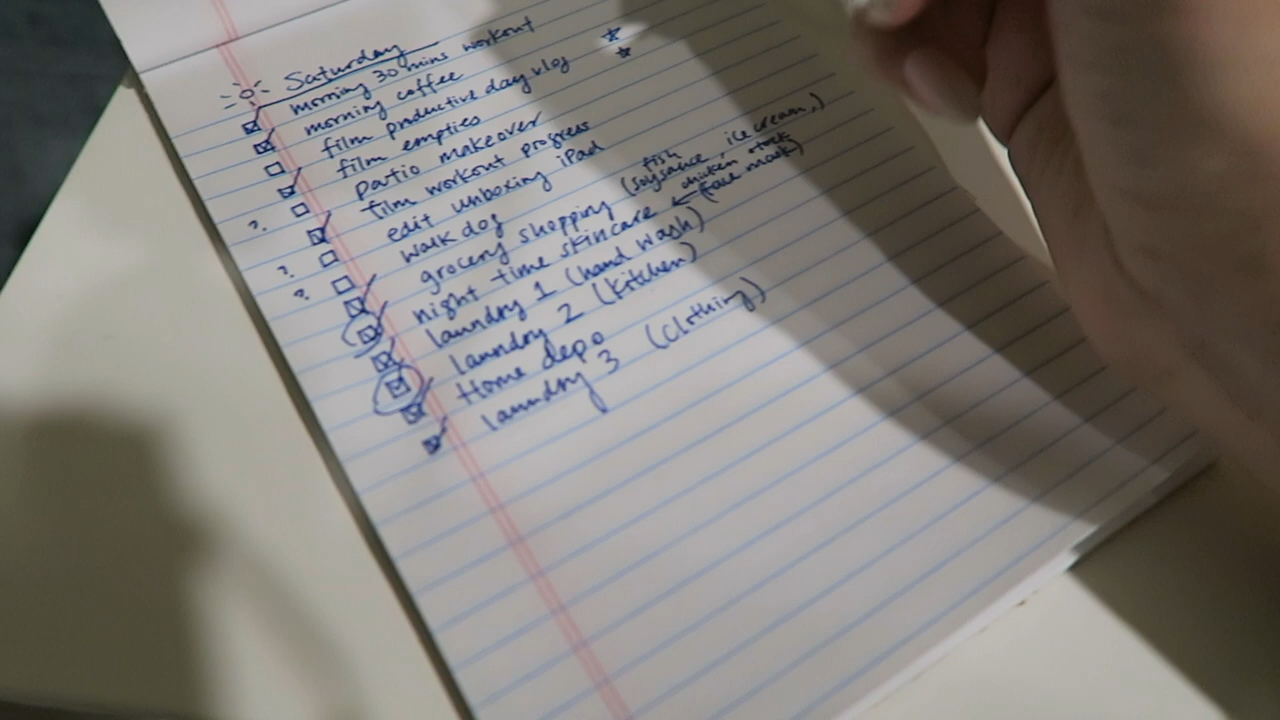 Saturday
morning 30 mins workout
morning coffee
film productive day vlog
film empties
patio makeover
film workout progress
? edit unboxing iPad
walk dog
? grocery shopping (soysauce, ice cream,)
fish
chicken stock
? night time skincare ← (face mask)
laundry 1 (hand wash)
laundry 2 (kitchen)
Home depo
laundry 3 (clothing)